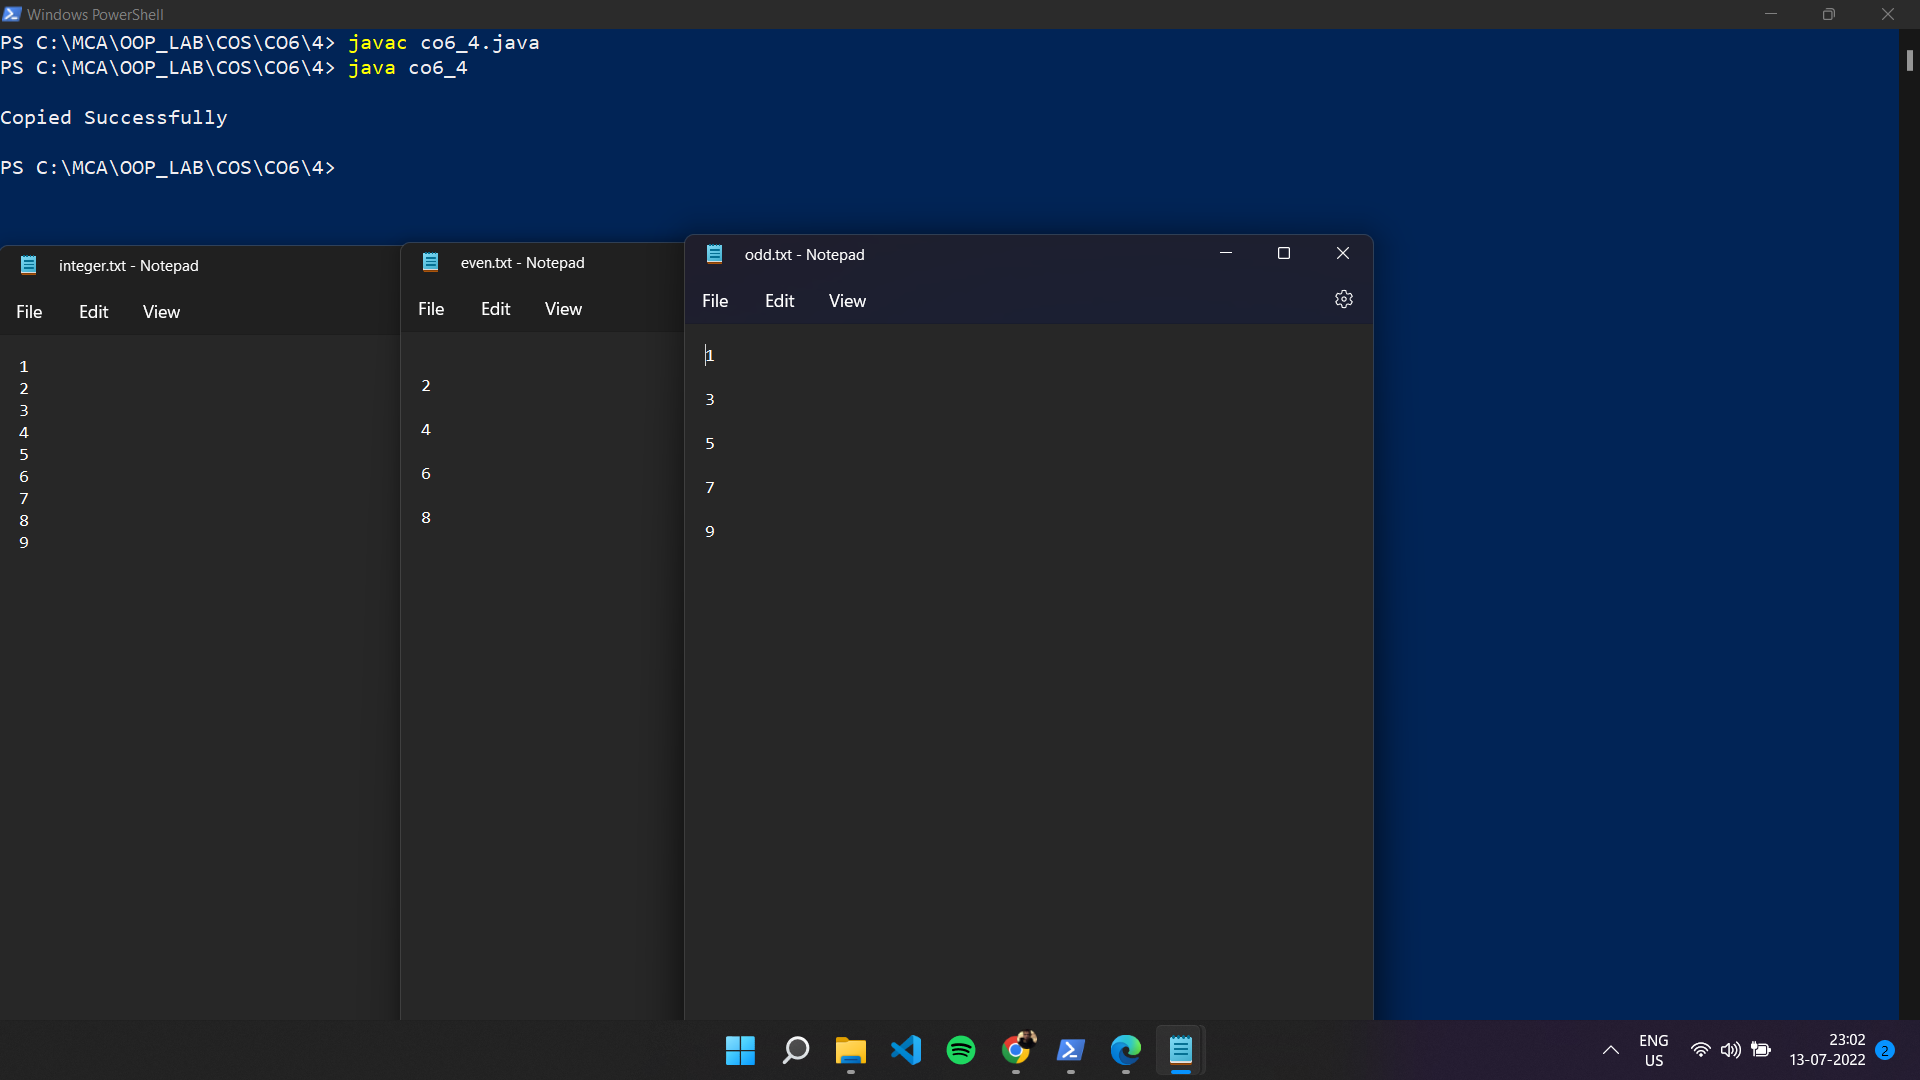 Windows PowerShell
PS C:\MCA\OOP_LAB\COS\CO6\4> javac co6_4.java
PS C:\MCA\OOP_LAB\COS\CO6\4> java co6_4
Copied Successfully
PS C:\MCA\OOP_LAB\COS\CO6\4>
integer.txt - Notepad
File Edit View
1
2
3
4
5
6
7
8
9
even.txt - Notepad
File Edit View
2
4
6
8
odd.txt - Notepad
File Edit View
1
3
5
7
9
ENG
US
23:02
13-07-2022
2